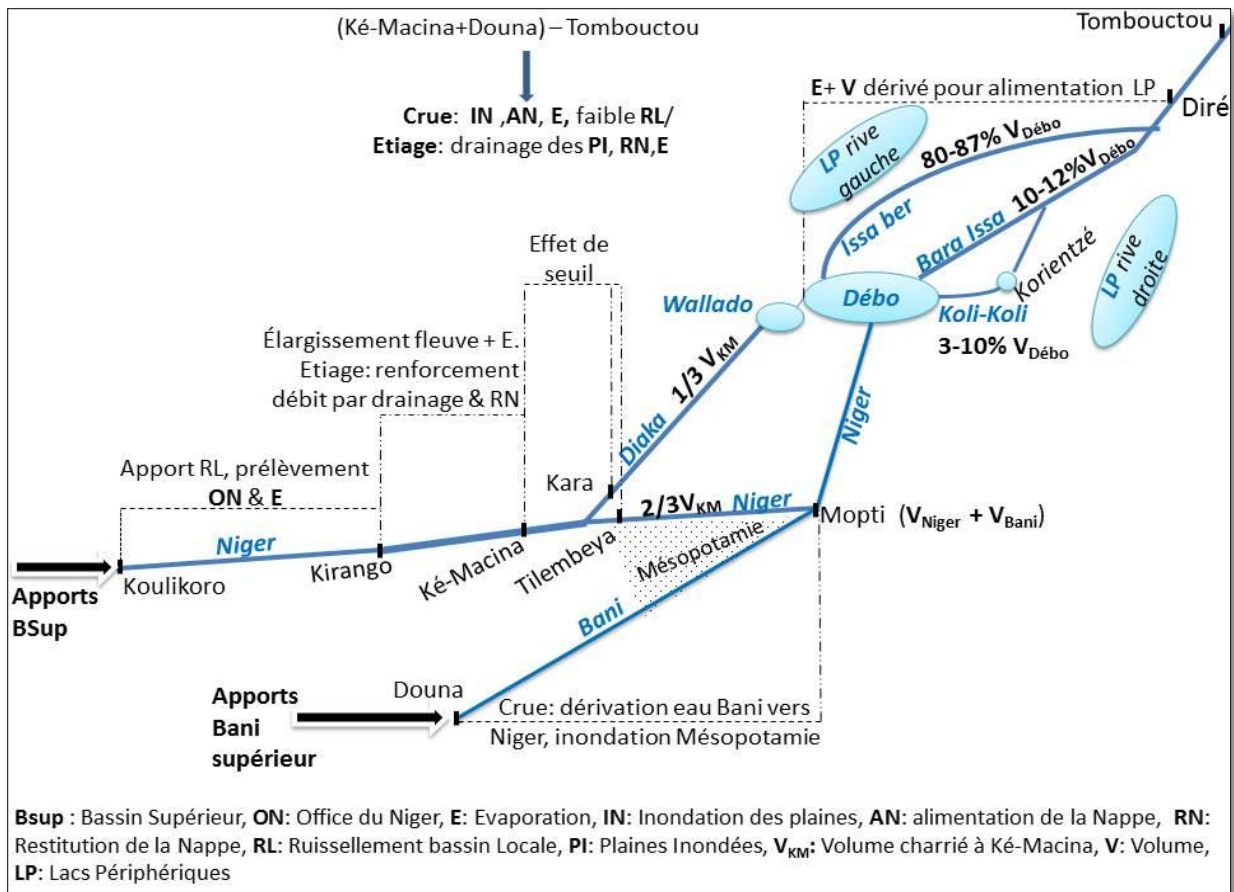 (Ké-Macina+Douna) – Tombouctou
Crue: IN ,AN, E, faible RL/
Etiage: drainage des PI, RN,E
Tombouctou
E+ V dérivé pour alimentation LP
Diré
LP rive
gauche
80-87% VDébo
10-12%VDébo
Issa ber
Bara Issa
Korientzé
LP rive
droite
Effet de
seuil
Wallado
Débo
Koli-Koli
3-10% VDébo
Élargissement fleuve + E.
Etiage: renforcement
débit par drainage & RN
1/3 VKM
Diaka
Niger
Apport RL, prélèvement
ON & E
Kara
2/3VKM Niger
Mopti (VNiger + VBani)
Niger
Koulikoro
Kirango
Ké-Macina
Tilembeya
Mésopotamie
Apports
BSup
Bani
Douna
Apports
Bani
supérieur
Crue: dérivation eau Bani vers
Niger, inondation Mésopotamie
Bsup : Bassin Supérieur, ON: Office du Niger, E: Evaporation, IN: Inondation des plaines, AN: alimentation de la Nappe, RN:
Restitution de la Nappe, RL: Ruissellement bassin Locale, PI: Plaines Inondées, VKM: Volume charrié à Ké-Macina, V: Volume,
LP: Lacs Périphériques